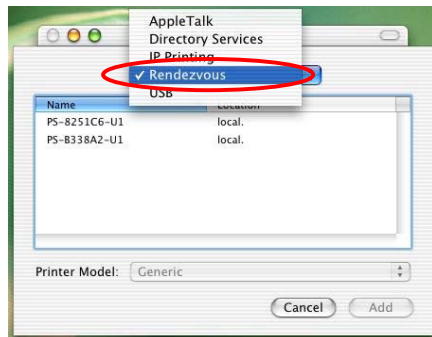 AppleTalk
Directory Services
IP Printing
✓ Rendezvous
USB
Name Location
PS-8251C6-U1 local.
PS-B338A2-U1 local.
Printer Model: Generic
Cancel Add